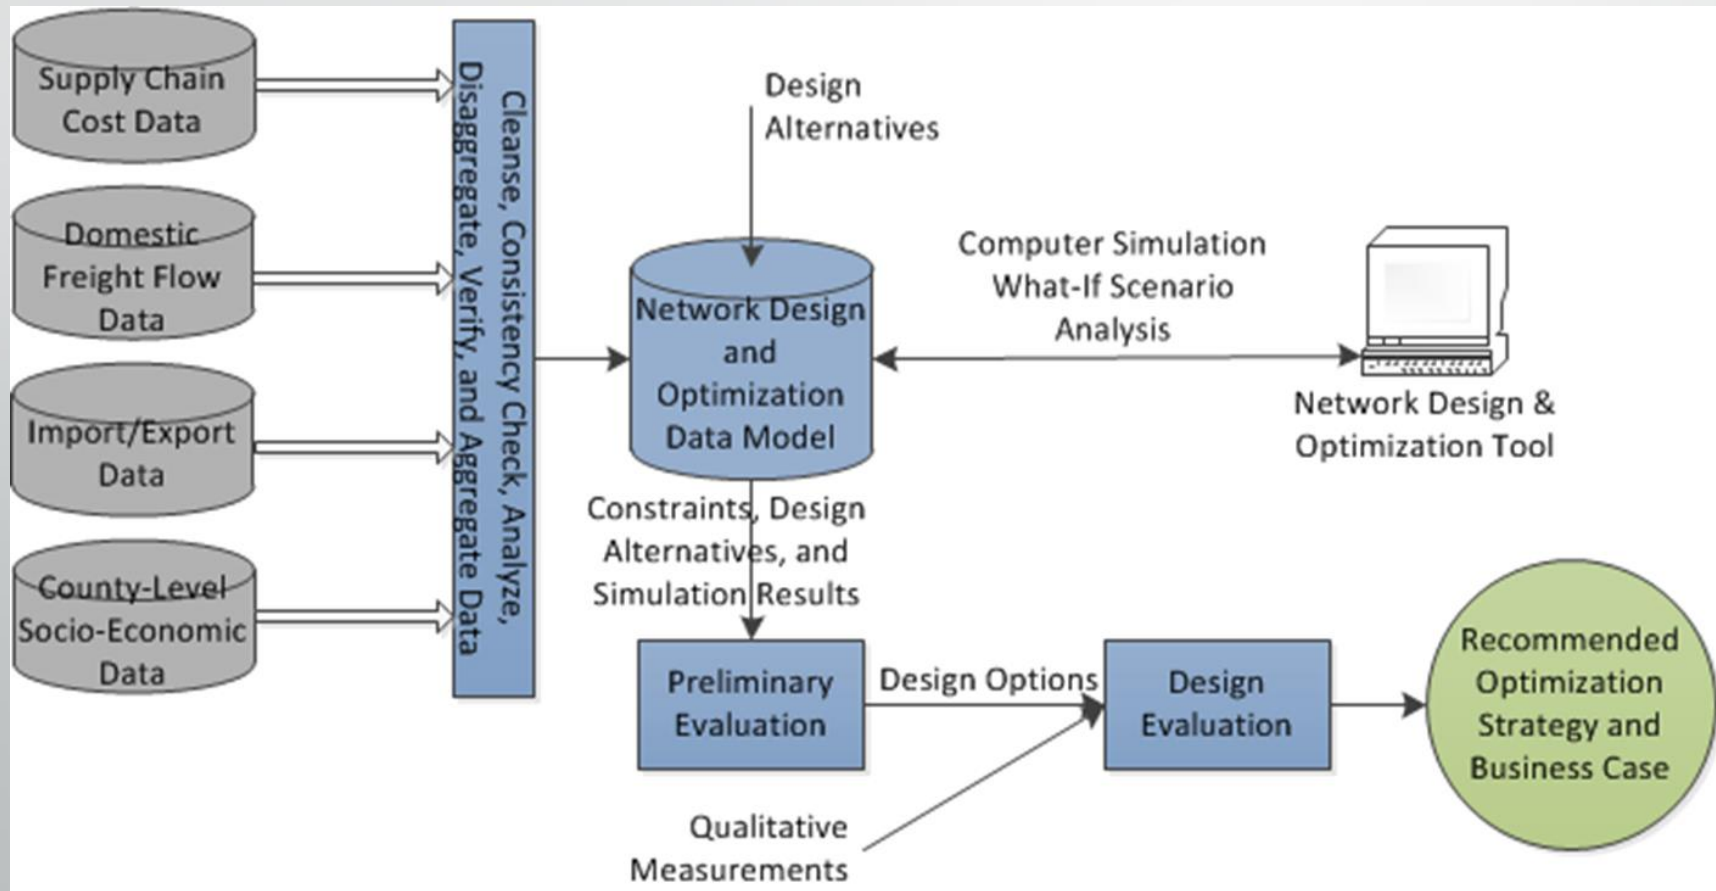 Supply Chain
Cost Data
Domestic
Freight Flow
Data
Import/Export
Data
County-Level
Socio-Economic
Data
Cleanse, Consistency Check, Analyze,
Disaggregate, Verify, and Aggregate Data
Design
Alternatives
Network Design
and
Optimization
Data Model
Computer Simulation
What-If Scenario
Analysis
Network Design &
Optimization Tool
Constraints, Design
Alternatives, and
Simulation Results
Preliminary
Evaluation
Design Options
Qualitative
Measurements
Design
Evaluation
Recommended
Optimization
Strategy and
Business Case